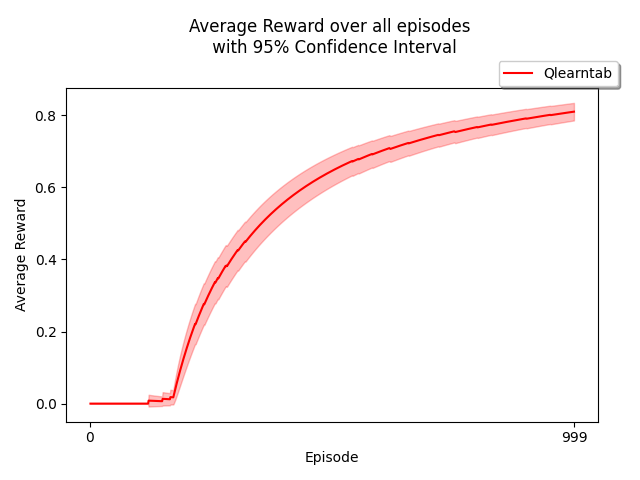 Average Reward over all episodes
with 95% Confidence Interval
Qlearntab
0.8
0.6
0.4
0.2
0.0
Average Reward
0
999
Episode